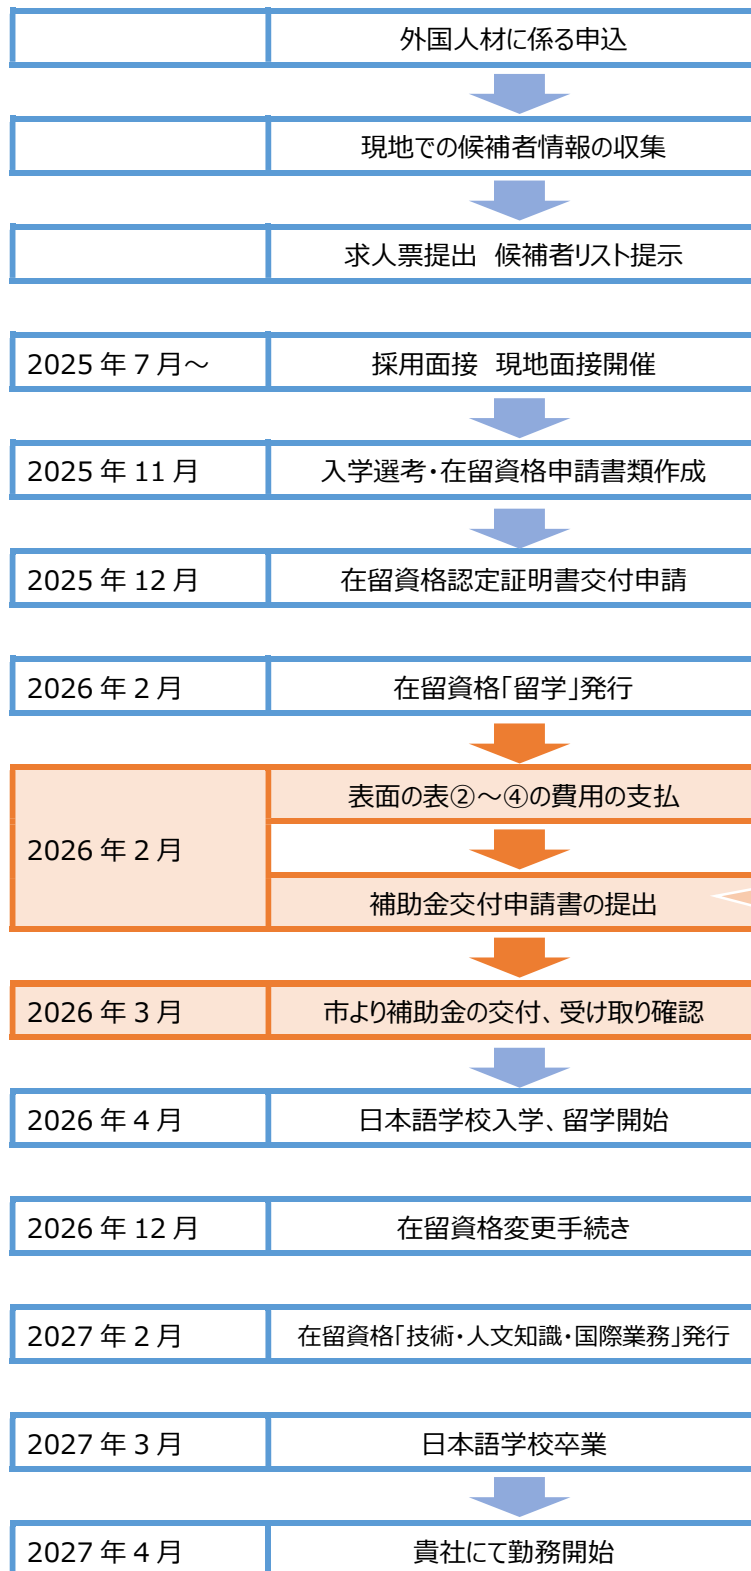 外国人材に係る申込
現地での候補者情報の収集
求人票提出 候補者リスト提示
2025年7月～ 採用面接 現地面接開催
2025年11月 入学選考・在留資格申請書類作成
2025年12月 在留資格認定証明書交付申請
2026年2月 在留資格「留学」発行
表面の表②～④の費用の支払
2026年2月
補助金交付申請書の提出
2026年3月 市より補助金の交付、受け取り確認
2026年4月 日本語学校入学、留学開始
2026年12月 在留資格変更手続き
2027年2月 在留資格「技術・人文知識・国際業務」発行
2027年3月 日本語学校卒業
2027年4月 貴社にて勤務開始